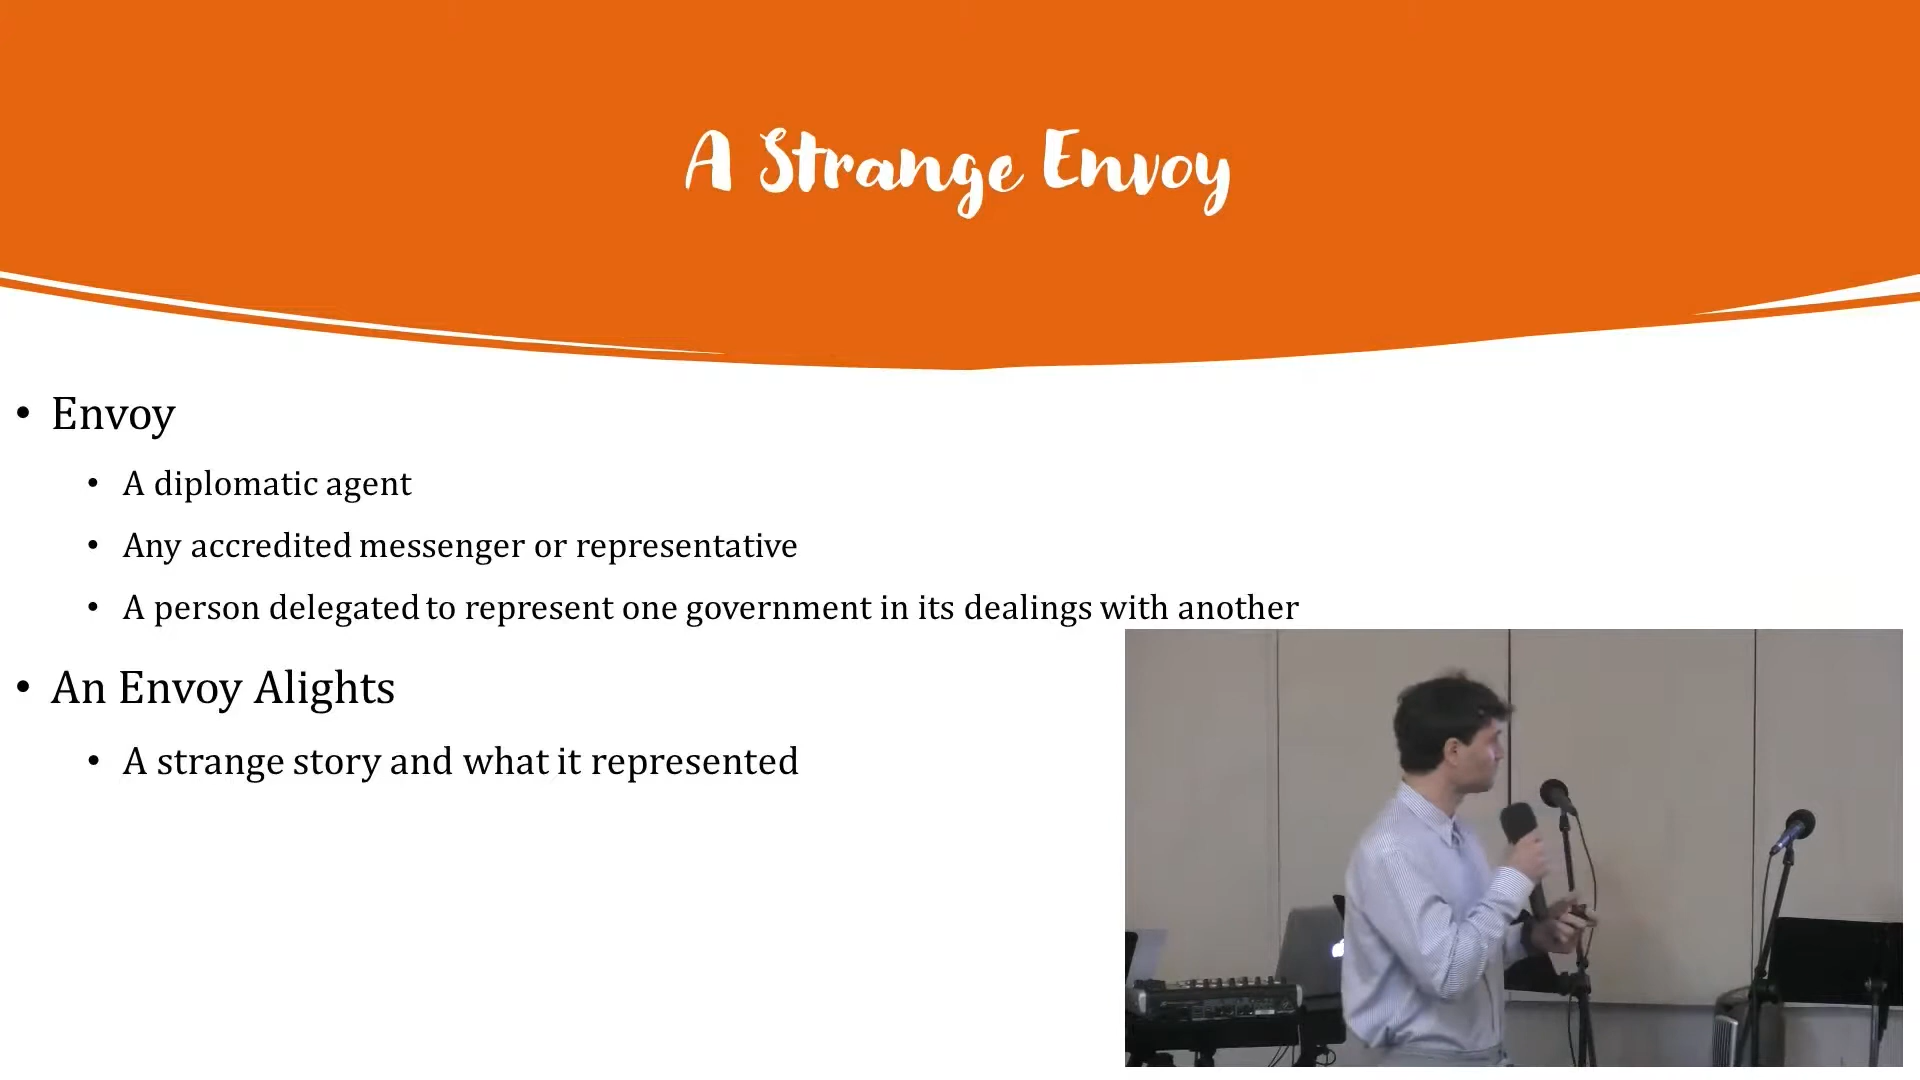 A Strange Envoy
• Envoy
• A diplomatic agent
• Any accredited messenger or representative
• A person delegated to represent one government in its dealings with another
• An Envoy Alights
• A strange story and what it represented